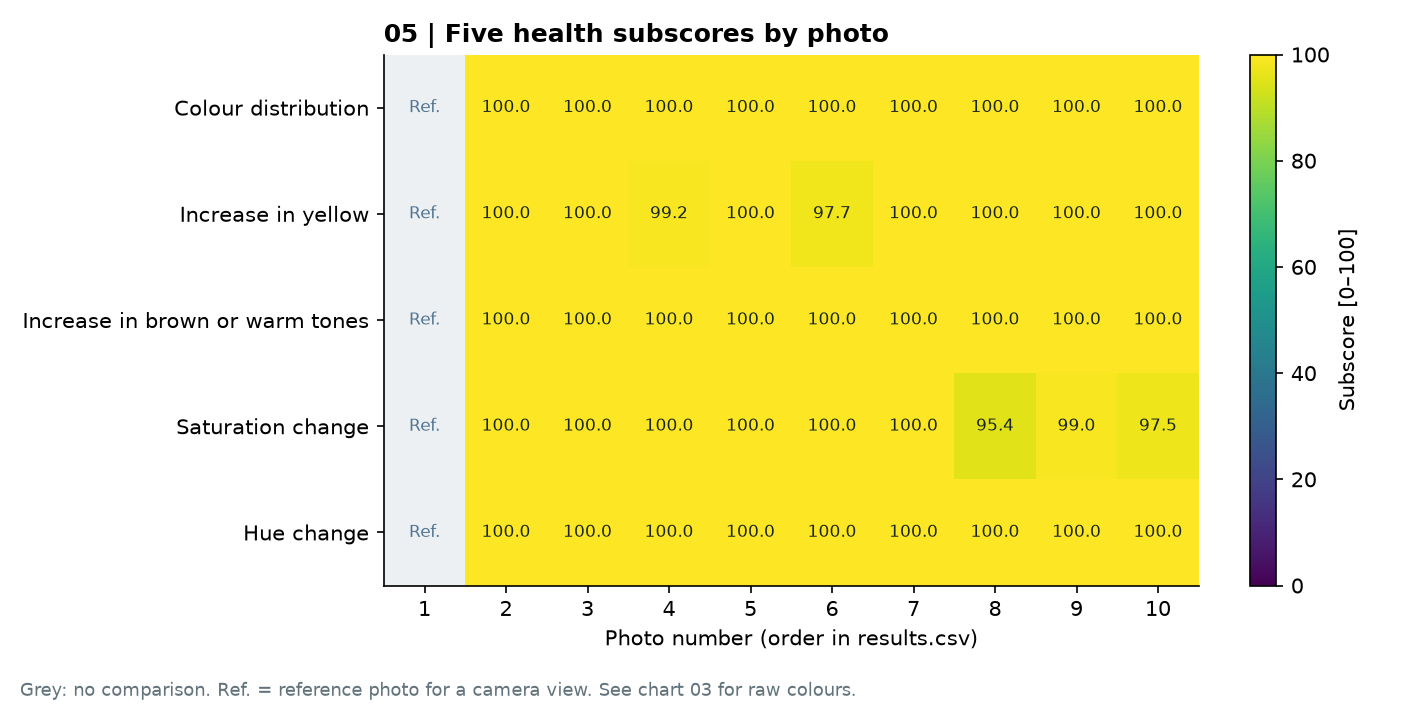 05 | Five health subscores by photo
Colour distribution Ref. 100.0 100.0 100.0 100.0 100.0 100.0 100.0 100.0 100.0
Increase in yellow Ref. 100.0 100.0 99.2 100.0 97.7 100.0 100.0 100.0 100.0
Increase in brown or warm tones Ref. 100.0 100.0 100.0 100.0 100.0 100.0 100.0 100.0 100.0
Saturation change Ref. 100.0 100.0 100.0 100.0 100.0 100.0 95.4 99.0 97.5
Hue change Ref. 100.0 100.0 100.0 100.0 100.0 100.0 100.0 100.0 100.0
1 2 3 4 5 6 7 8 9 10
Photo number (order in results.csv)
100
80
60
40
20
0
Subscore [0–100]
Grey: no comparison. Ref. = reference photo for a camera view. See chart 03 for raw colours.